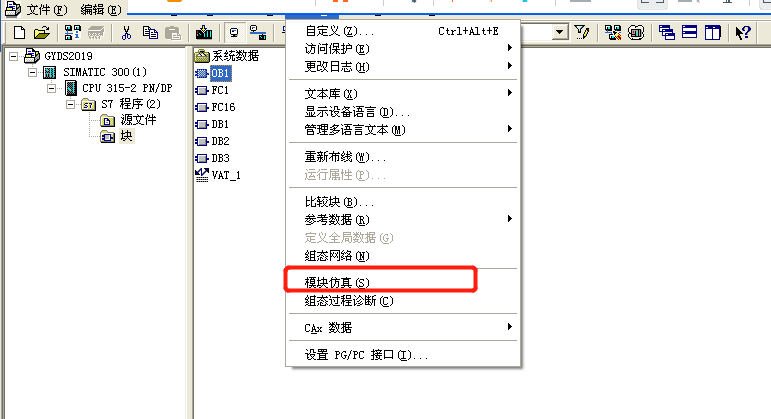 文件(F) 编辑(E)
GYDS2019
SIMATIC 300(1)
CPU 315-2 PN/DP
S7 程序(2)
源文件
块
系统数据
OB1
FC1
FC16
DB1
DB2
DB3
VAT_1
自定义(Z)... Ctrl+Alt+E
访问保护(E)
更改日志(H)
文本库(X)
显示设备语言(D)...
管理多语言文本(M)
重新布线(W)...
运行属性(P)...
比较块(B)...
参考数据(R)
定义全局数据(G)
组态网络(N)
模块仿真(S)
组态过程诊断(C)
CAx 数据
设置 PG/PC 接口(I)...